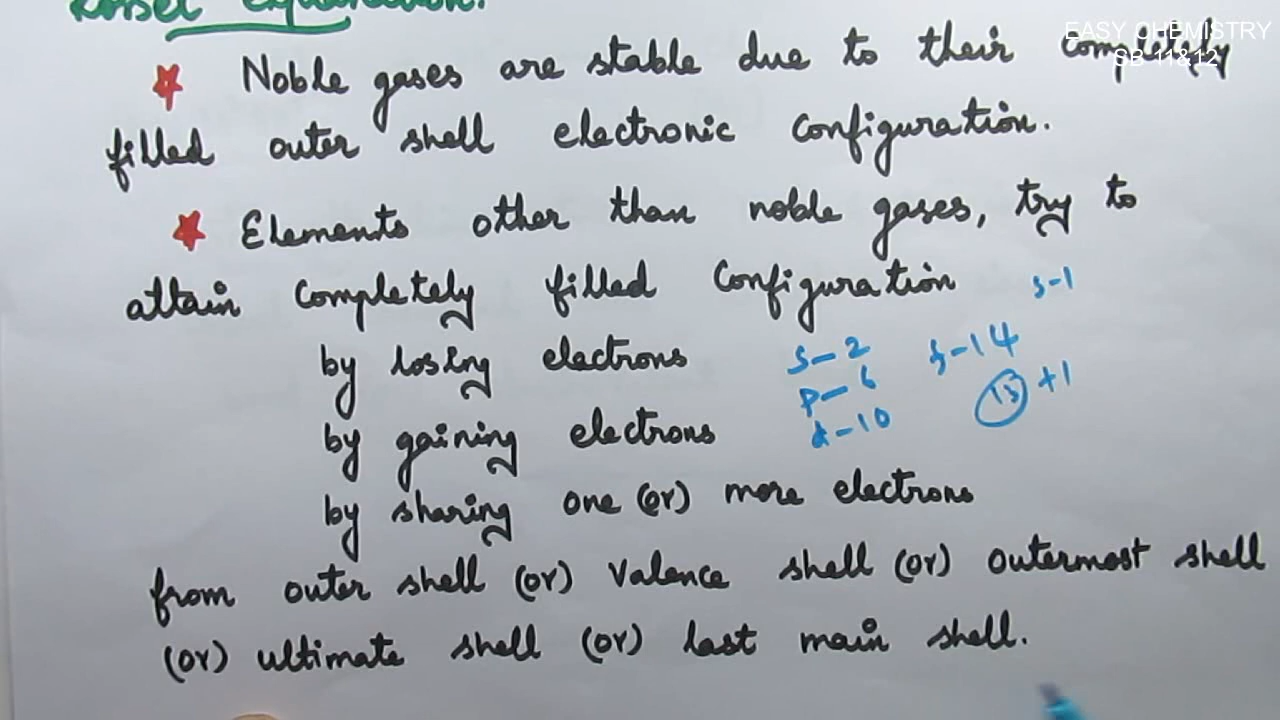 Kossel explanation.
EASY CHEMISTRY
SB 11&12
Noble gases are stable due to their completely
filled outer shell electronic configuration.
Elements other than noble gases, try to
attain completely filled configuration
s-1
by losing electrons
s-2
f-14
p-6
13 +1
d-10
by gaining electrons
by sharing one (or) more electrons
from outer shell (or) valence shell (or) outermost shell
(or) ultimate shell (or) last main shell.